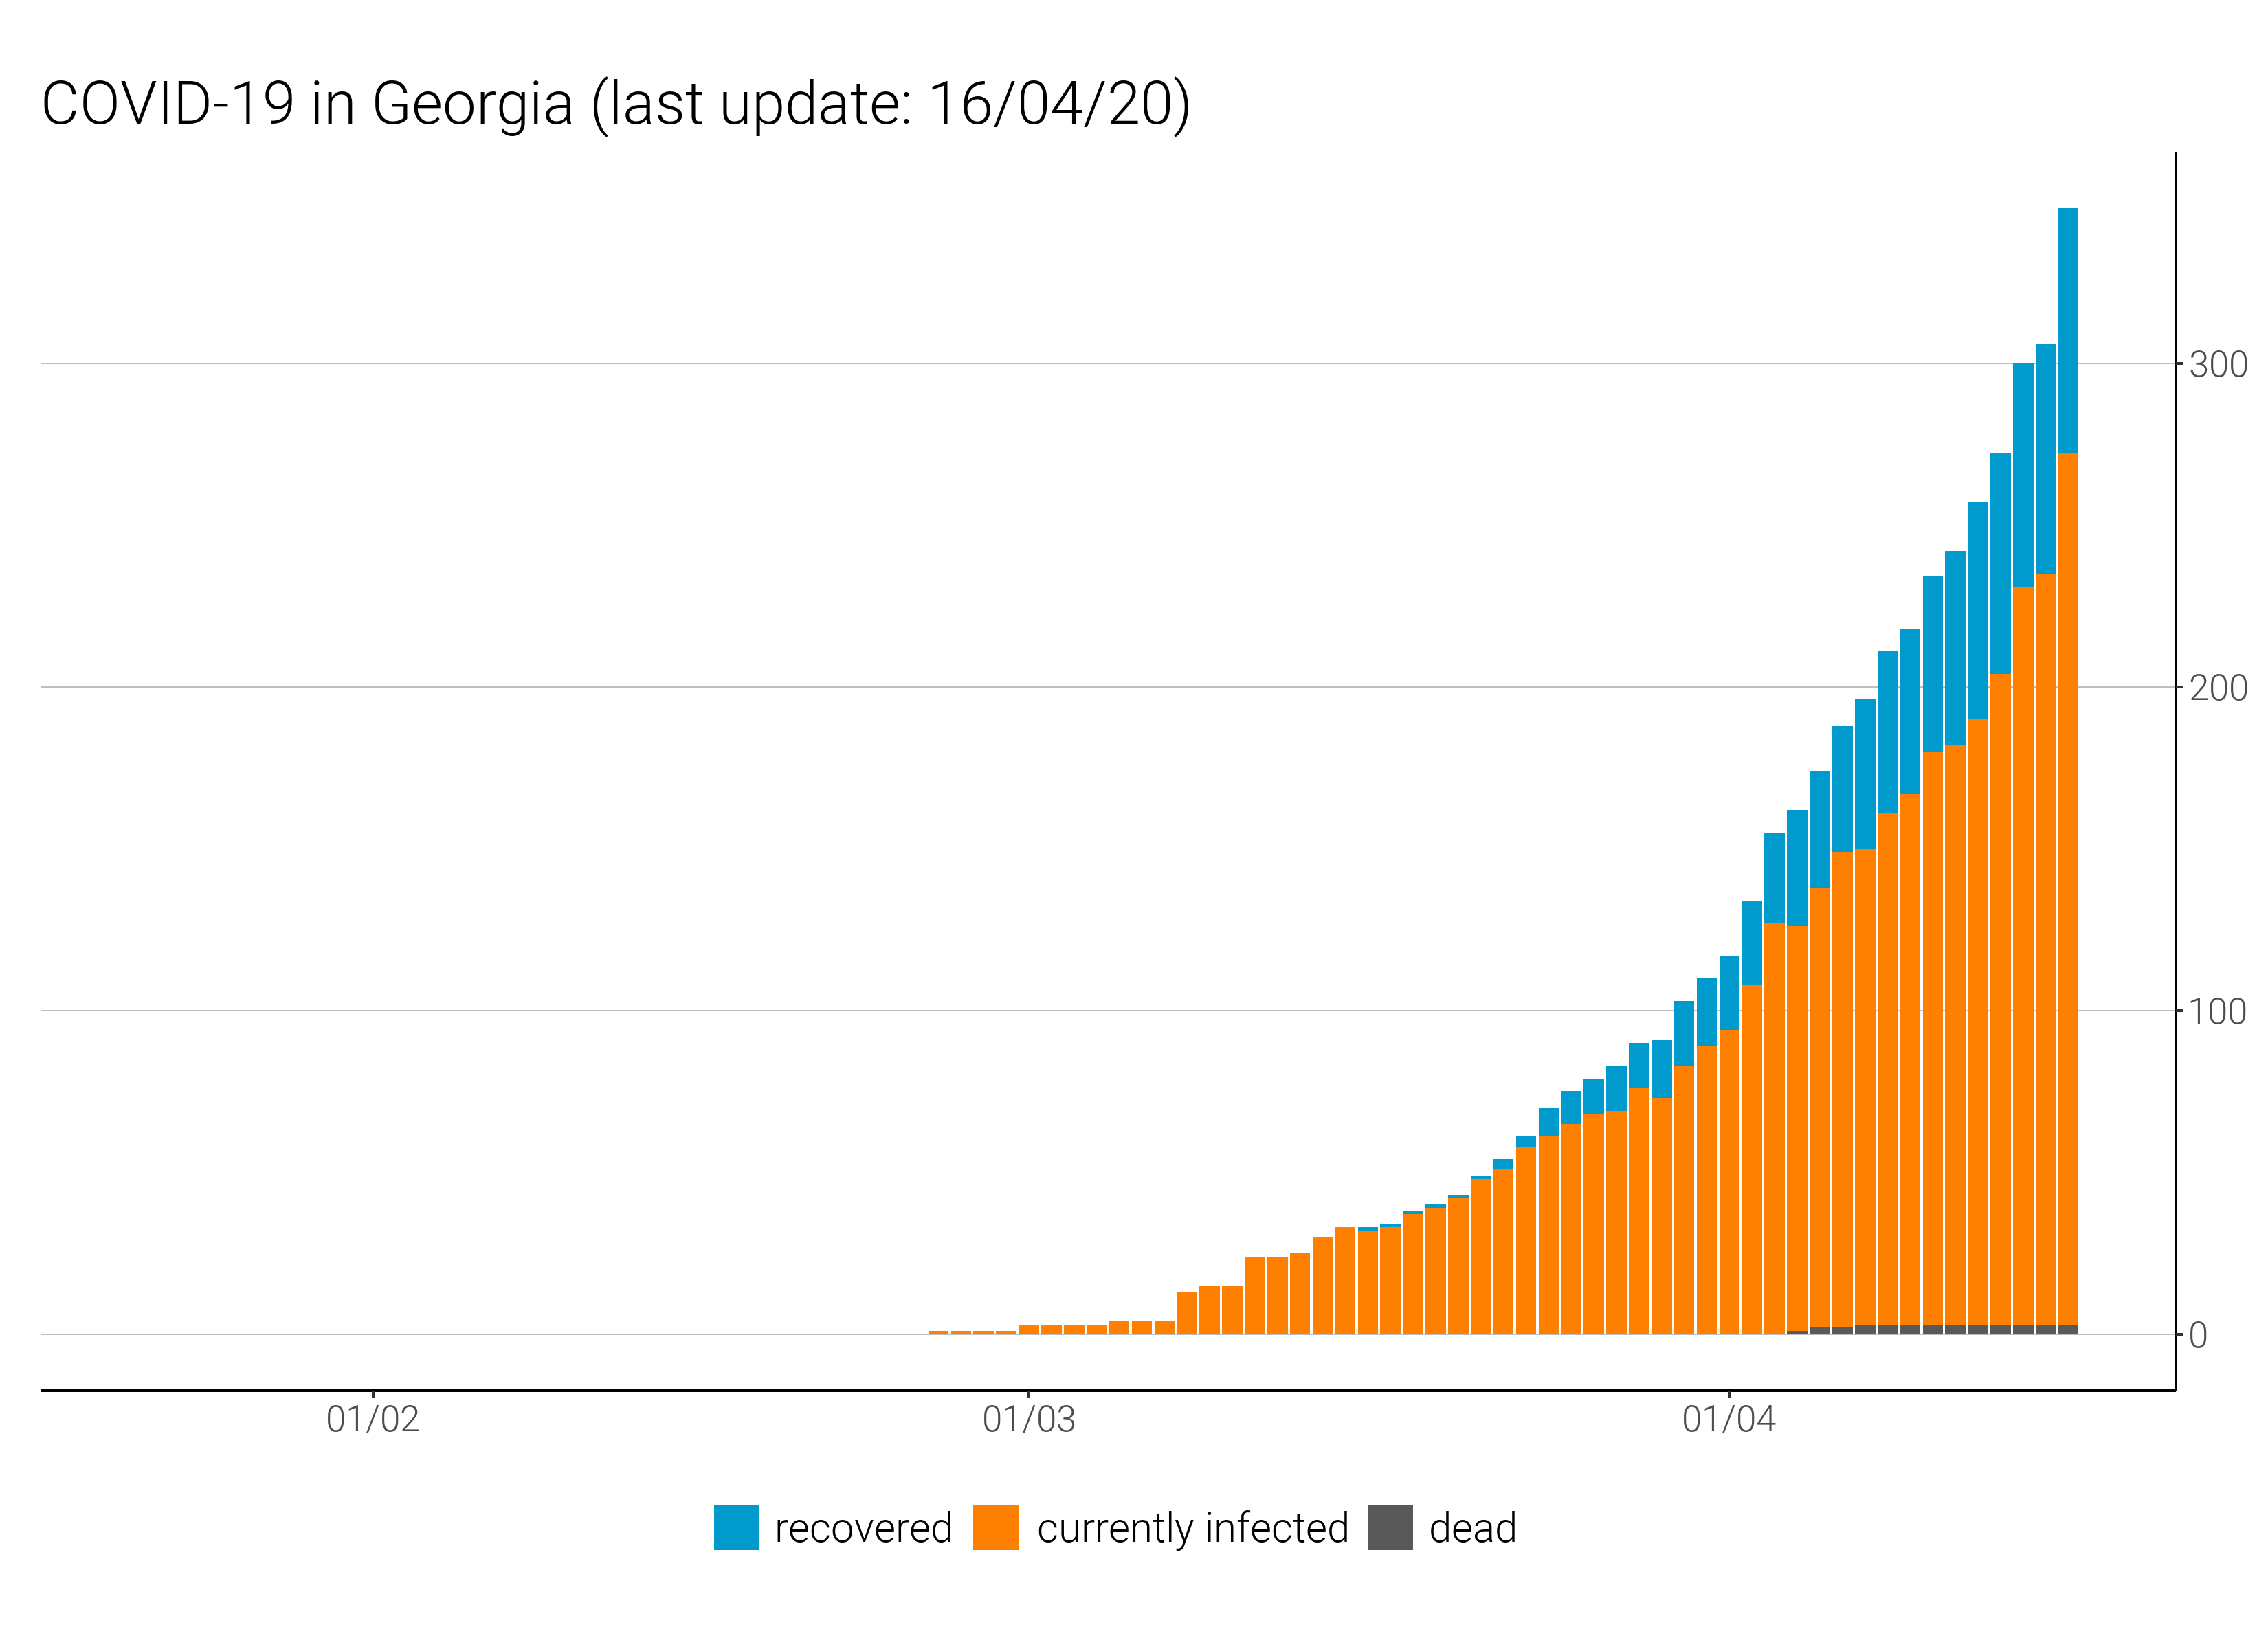 COVID-19 in Georgia (last update: 16/04/20)
300
200
100
0
01/02 01/03 01/04
recovered currently infected dead